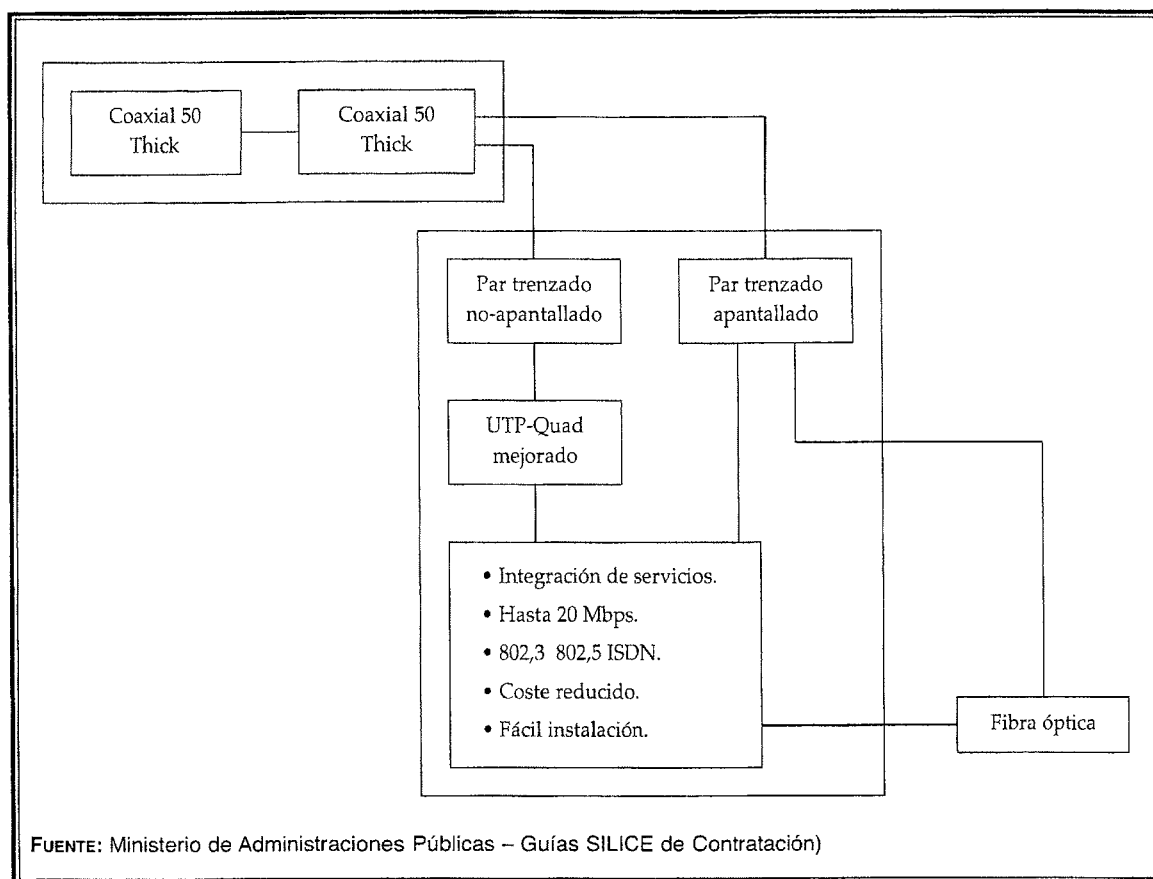 Coaxial 50
Thick
Coaxial 50
Thick
Par trenzado
no-apantallado
Par trenzado
apantallado
UTP-Quad
mejorado
• Integración de servicios.
• Hasta 20 Mbps.
• 802,3 802,5 ISDN.
• Coste reducido.
• Fácil instalación.
Fibra óptica
FUENTE: Ministerio de Administraciones Públicas – Guías SILICE de Contratación)